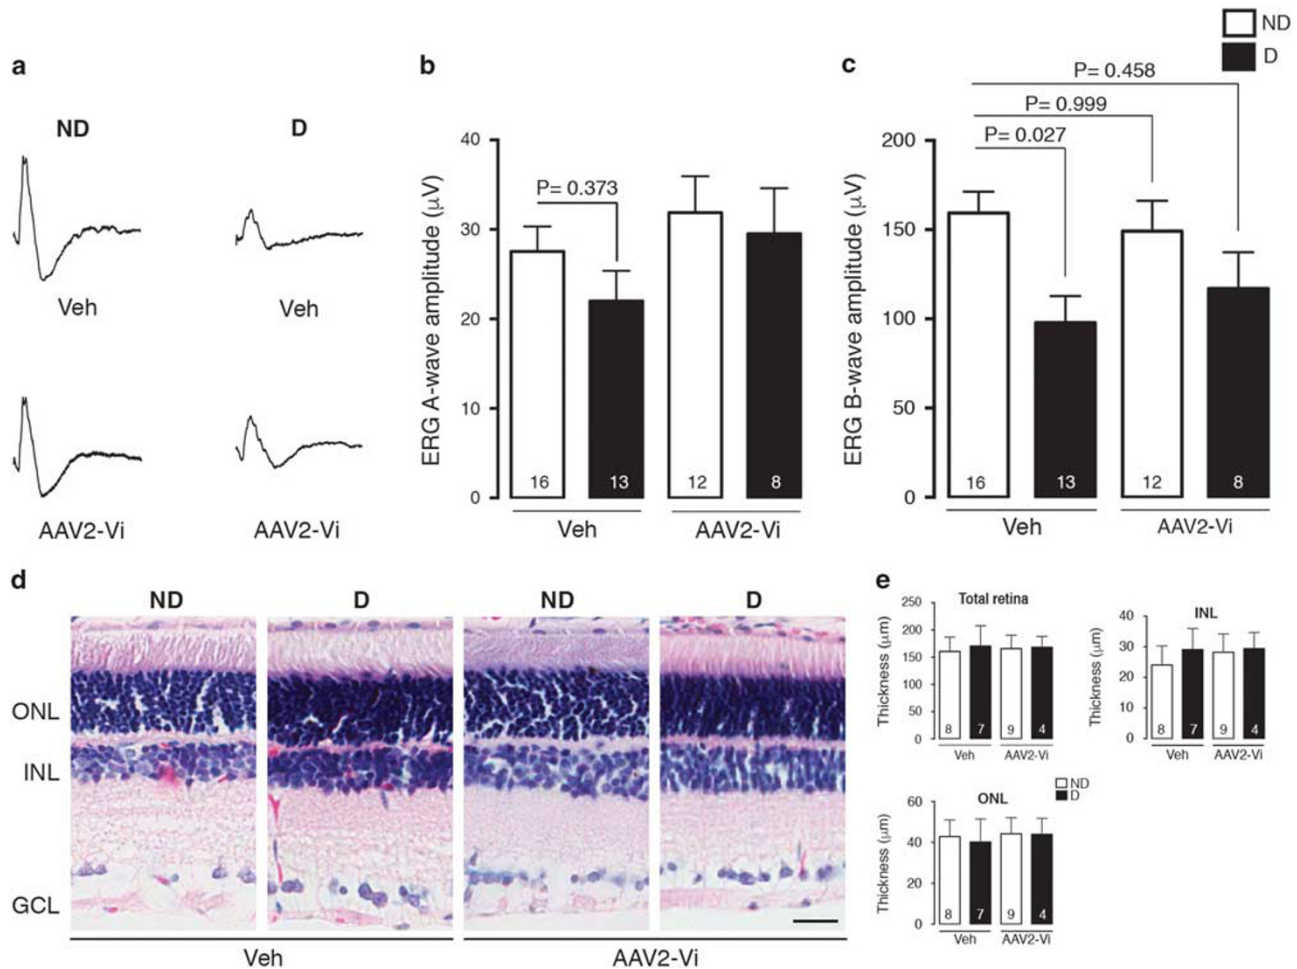 ND
D
a
ND
D
Veh
Veh
AAV2-Vi
AAV2-Vi
b
ERG A-wave amplitude (μV)
40
30
20
10
0
P= 0.373
16
13
12
8
Veh
AAV2-Vi
c
ERG B-wave amplitude (μV)
200
150
100
50
0
P= 0.458
P= 0.999
P= 0.027
16
13
12
8
Veh
AAV2-Vi
d
ND
D
ND
D
ONL
INL
GCL
Veh
AAV2-Vi
e
Total retina
Thickness (μm)
250
200
150
100
50
0
8
7
9
4
Veh
AAV2-Vi
INL
Thickness (μm)
40
30
20
10
0
8
7
9
4
Veh
AAV2-Vi
ND
D
ONL
Thickness (μm)
60
40
20
0
8
7
9
4
Veh
AAV2-Vi